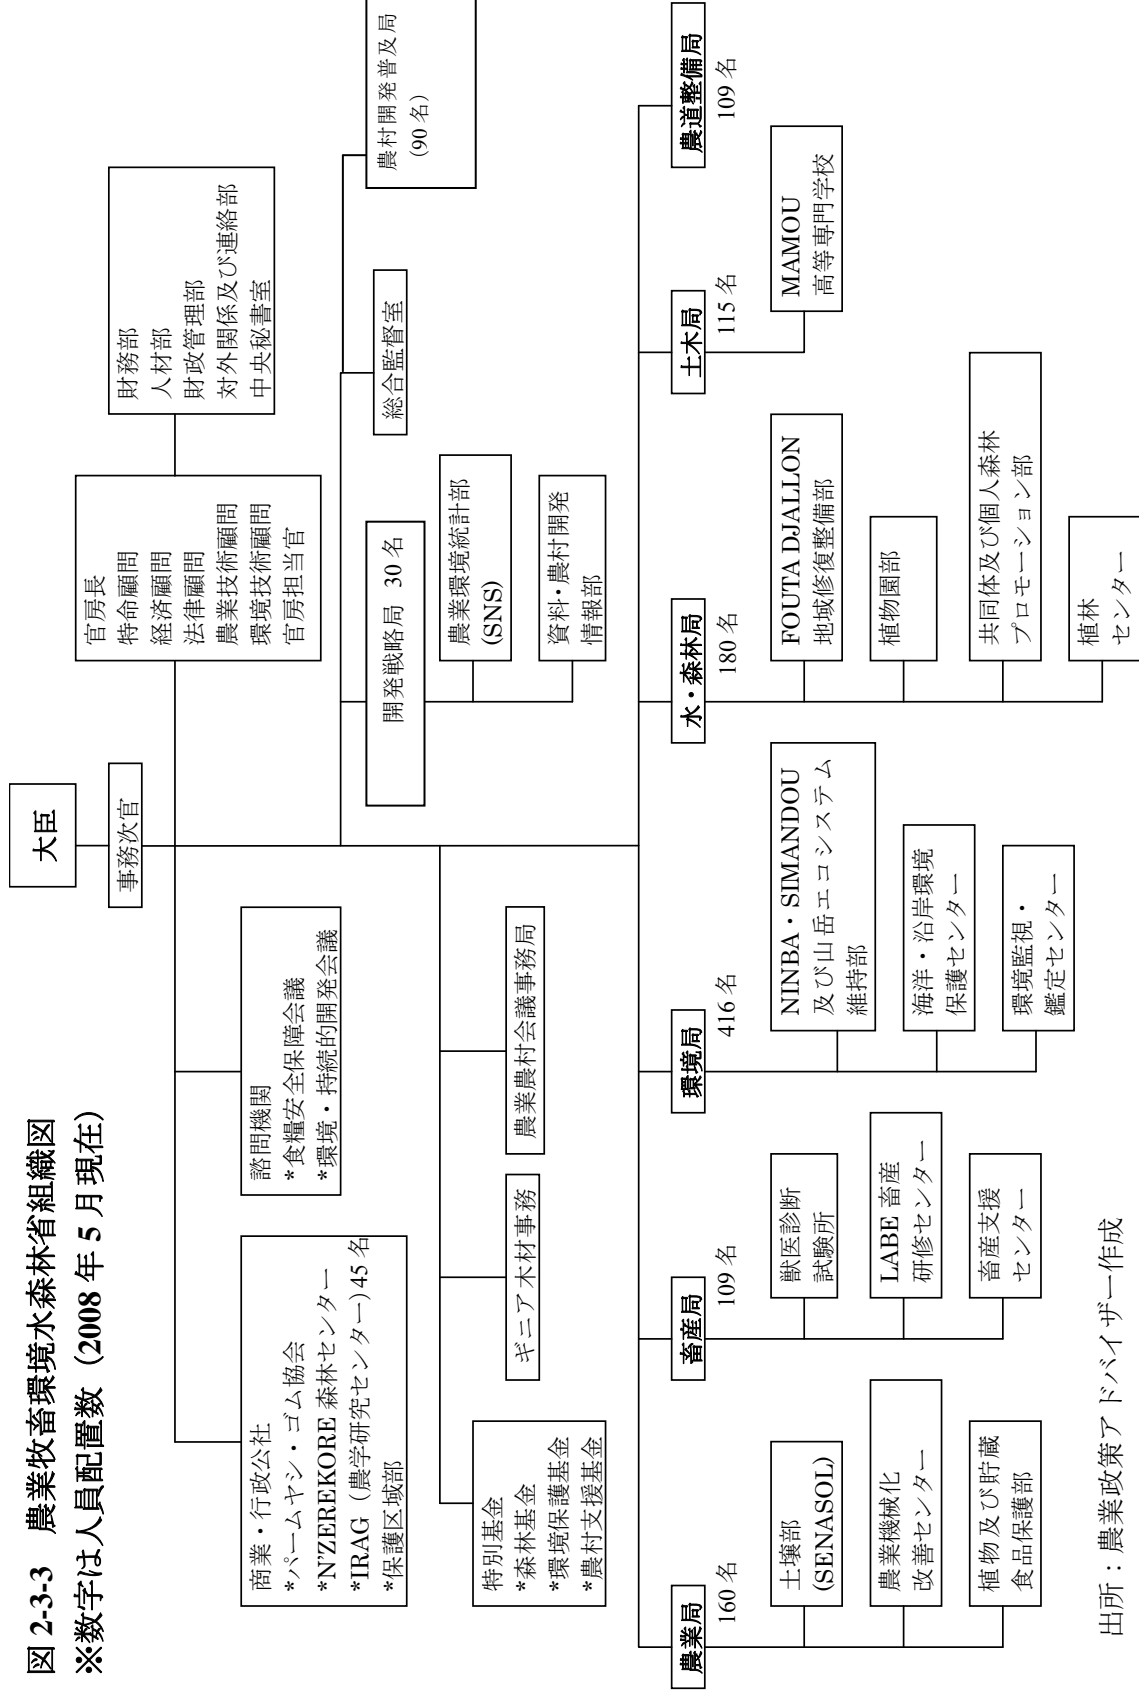 図 2-3-3　農業牧畜環境水森林省組織図
※数字は人員配置数（2008 年 5 月現在）
大臣
事務次官
官房長
特命顧問
経済顧問
法律顧問
農業技術顧問
環境技術顧問
官房担当官
財務部
人材部
財政管理部
対外関係及び連絡部
中央秘書室
商業・行政公社
*パームヤシ・ゴム協会
*N'ZEREKORE 森林センター
*IRAG（農学研究センター）45 名
*保護区域部
諮問機関
*食糧安全保障会議
*環境・持続的開発会議
開発戦略局 30 名
農業環境統計部
(SNS)
資料・農村開発
情報部
総合監督室
農村開発普及局
(90 名)
特別基金
*森林基金
*環境保護基金
*農村支援基金
ギニア木材事務
農業農村会議事務局
農業局
160 名
土壌部
(SENASOL)
農業機械化
改善センター
植物及び貯蔵
食品保護部
畜産局
109 名
獣医診断
試験所
LABE 畜産
研修センター
畜産支援
センター
環境局
416 名
NINBA・SIMANDOU
及び山岳エコシステム
維持部
海洋・沿岸環境
保護センター
環境監視・
鑑定センター
水・森林局
180 名
FOUTA DJALLON
地域修復整備部
植物園部
共同体及び個人森林
プロモーション部
植林
センター
土木局
115 名
MAMOU
高等専門学校
農道整備局
109 名
出所：農業政策アドバイザー作成